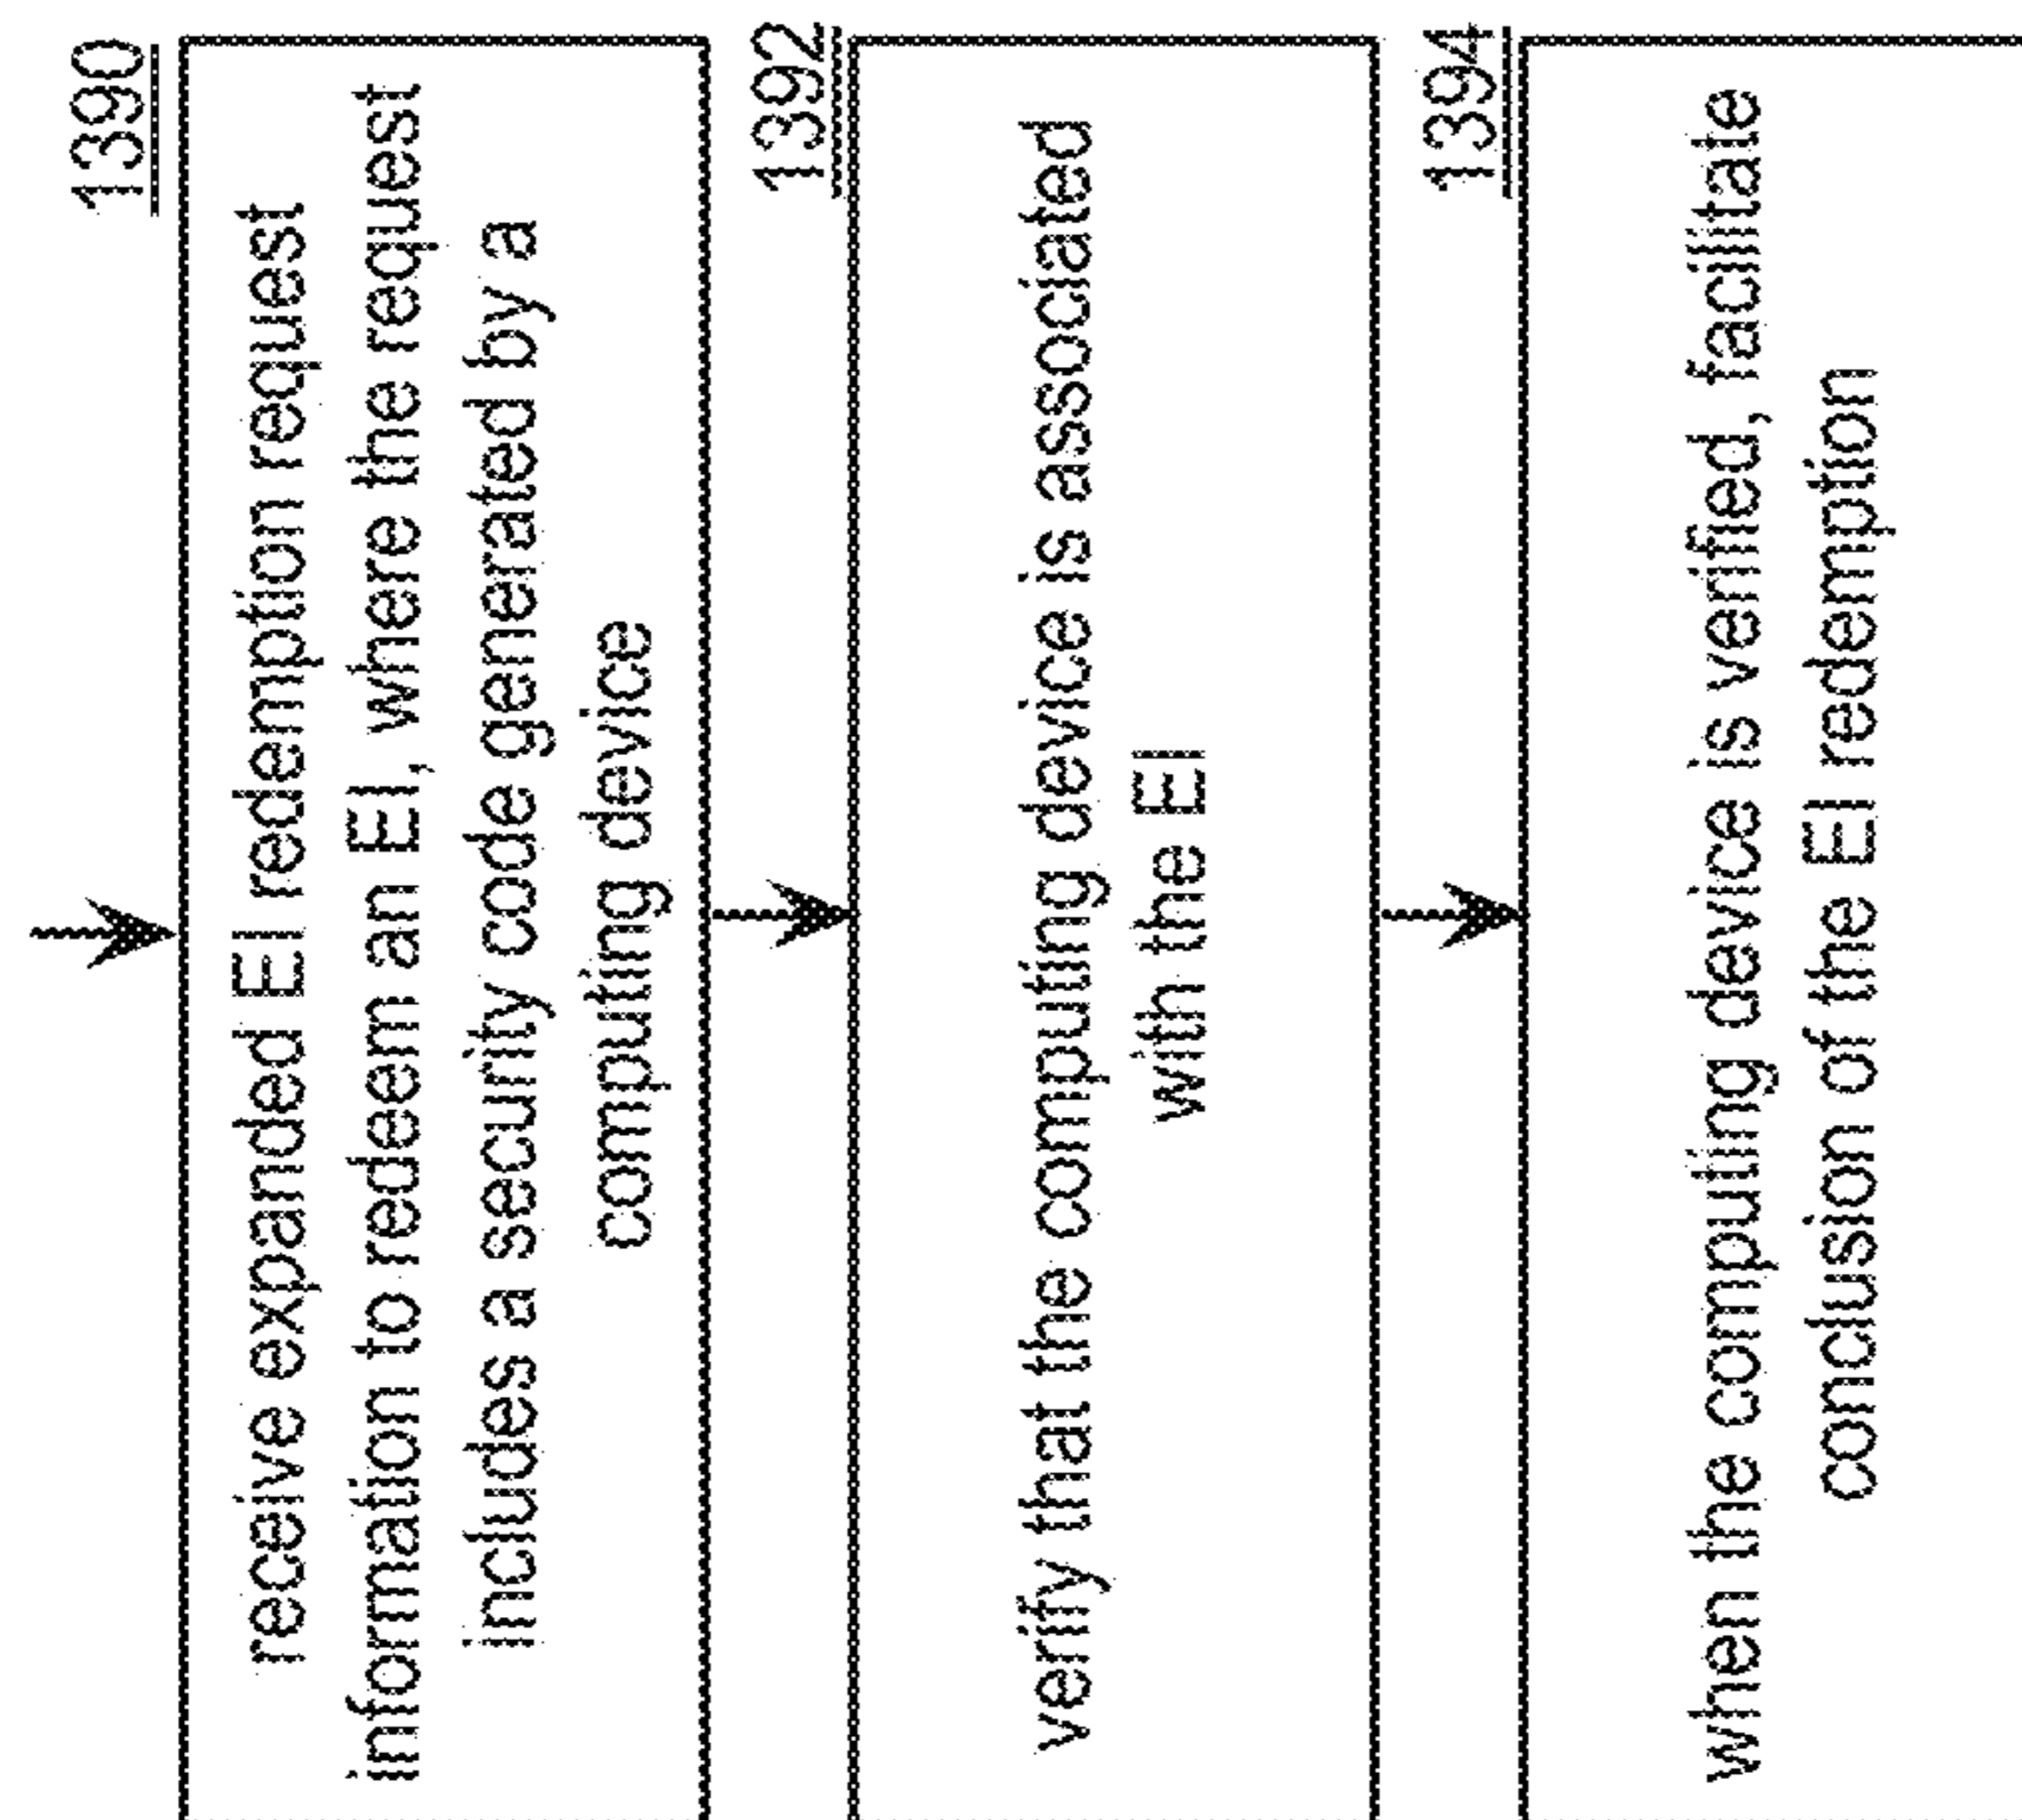 1390
receive expanded EI redemption request
information to redeem an EI, where the request
includes a security code generated by a
computing device
1392
verify that the computing device is associated
with the EI
1394
when the computing device is verified, facilitate
conclusion of the EI redemption